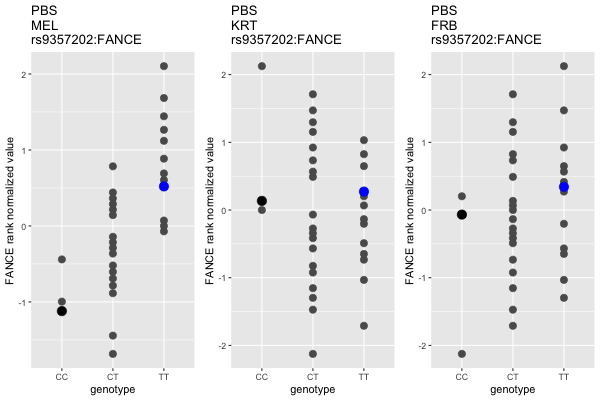 PBS
MEL
rs9357202:FANCE
FANCE rank normalized value
2
1
0
-1
CC
CT
TT
genotype
PBS
KRT
rs9357202:FANCE
FANCE rank normalized value
2
1
0
-1
-2
CC
CT
TT
genotype
PBS
FRB
rs9357202:FANCE
FANCE rank normalized value
2
1
0
-1
-2
CC
CT
TT
genotype